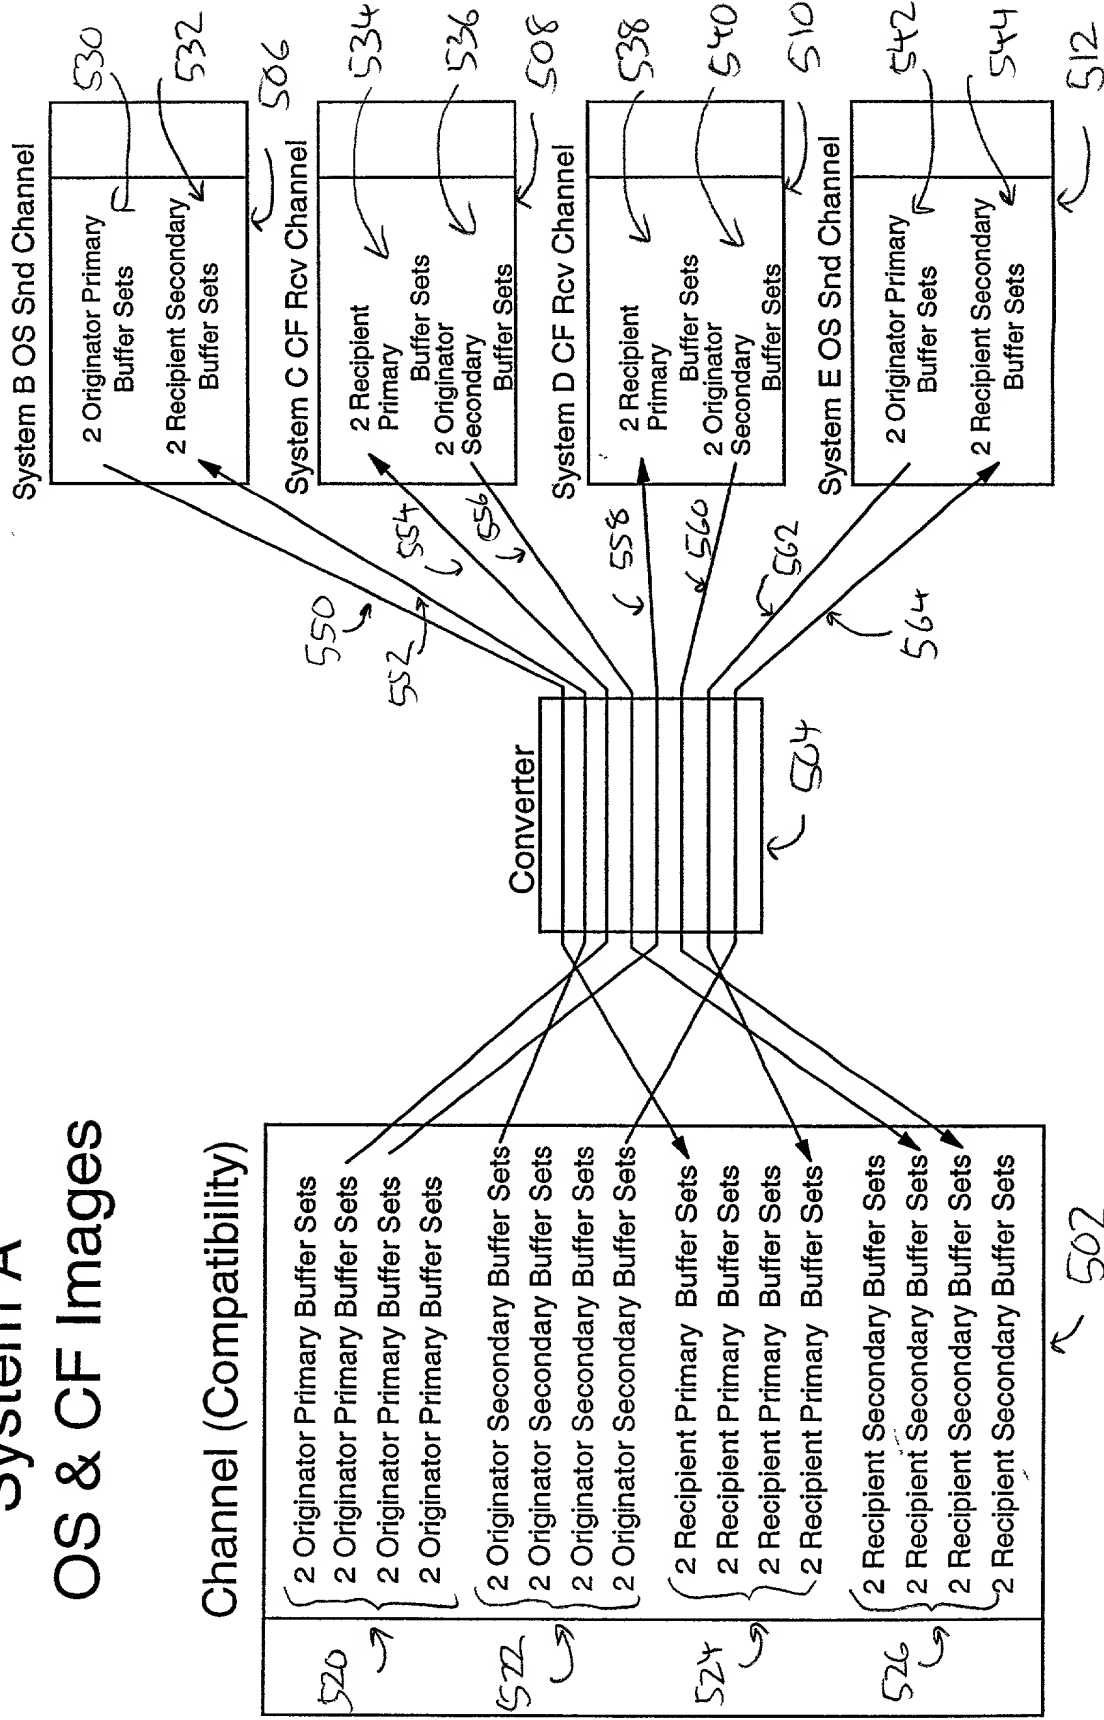 System A
OS & CF Images
Channel (Compatibility)
2 Originator Primary Buffer Sets
2 Originator Primary Buffer Sets
2 Originator Primary Buffer Sets
2 Originator Primary Buffer Sets
520
2 Originator Secondary Buffer Sets
2 Originator Secondary Buffer Sets
2 Originator Secondary Buffer Sets
2 Originator Secondary Buffer Sets
522
2 Recipient Primary Buffer Sets
2 Recipient Primary Buffer Sets
2 Recipient Primary Buffer Sets
2 Recipient Primary Buffer Sets
524
2 Recipient Secondary Buffer Sets
2 Recipient Secondary Buffer Sets
2 Recipient Secondary Buffer Sets
2 Recipient Secondary Buffer Sets
526
502
Converter
504
550
552
554
556
558
560
562
564
System B OS Snd Channel
2 Originator Primary
Buffer Sets
2 Recipient Secondary
Buffer Sets
530
532
506
System C CF Rcv Channel
2 Recipient
Primary
Buffer Sets
2 Originator
Secondary
Buffer Sets
534
536
508
System D CF Rcv Channel
2 Recipient
Primary
Buffer Sets
2 Originator
Secondary
Buffer Sets
538
540
510
System E OS Snd Channel
2 Originator Primary
Buffer Sets
2 Recipient Secondary
Buffer Sets
542
544
512